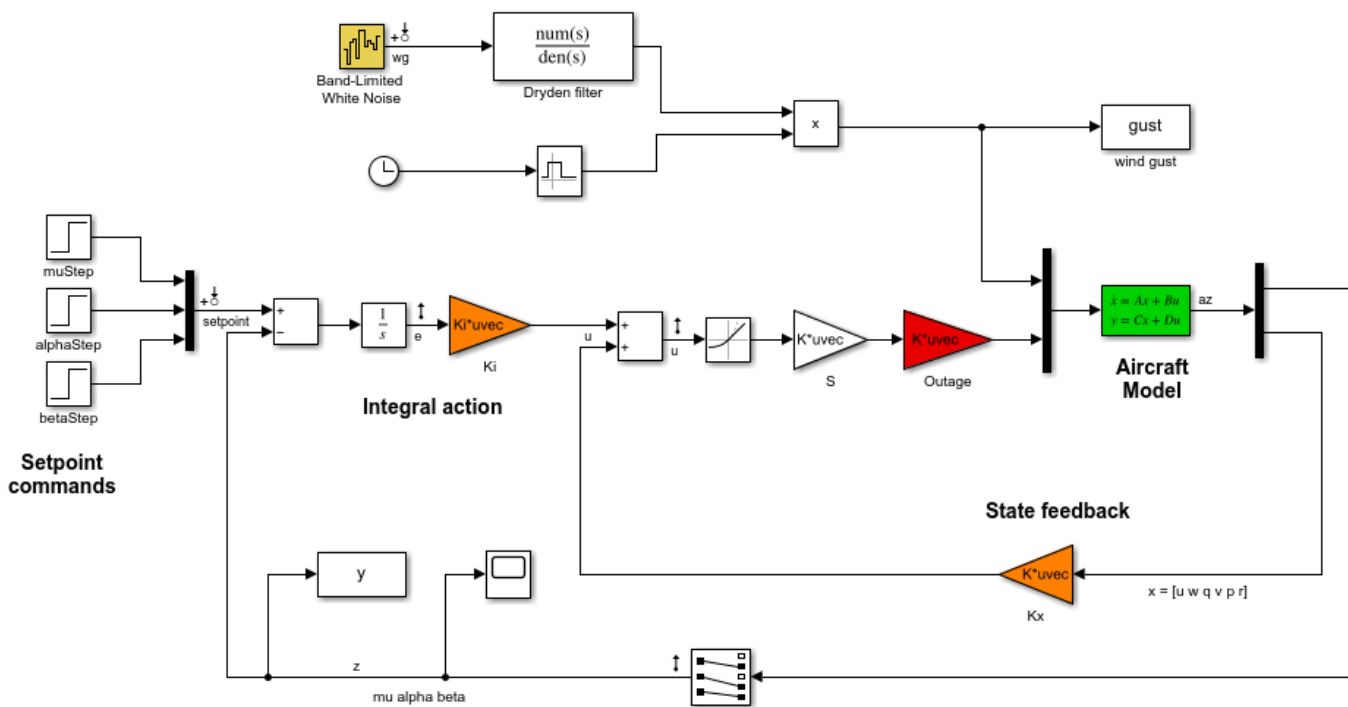 num(s)
den(s)
wg
Band-Limited
White Noise
Dryden filter
x
gust
wind gust
muStep
alphaStep
betaStep
setpoint
+
−
1
s
e
Ki*uvec
Ki
u
+
+
u
K*uvec
S
K*uvec
Outage
ẋ = Ax + Bu
y = Cx + Du
az
Aircraft
Model
Integral action
Setpoint
commands
State feedback
y
K*uvec
Kx
x = [u w q v p r]
z
mu alpha beta